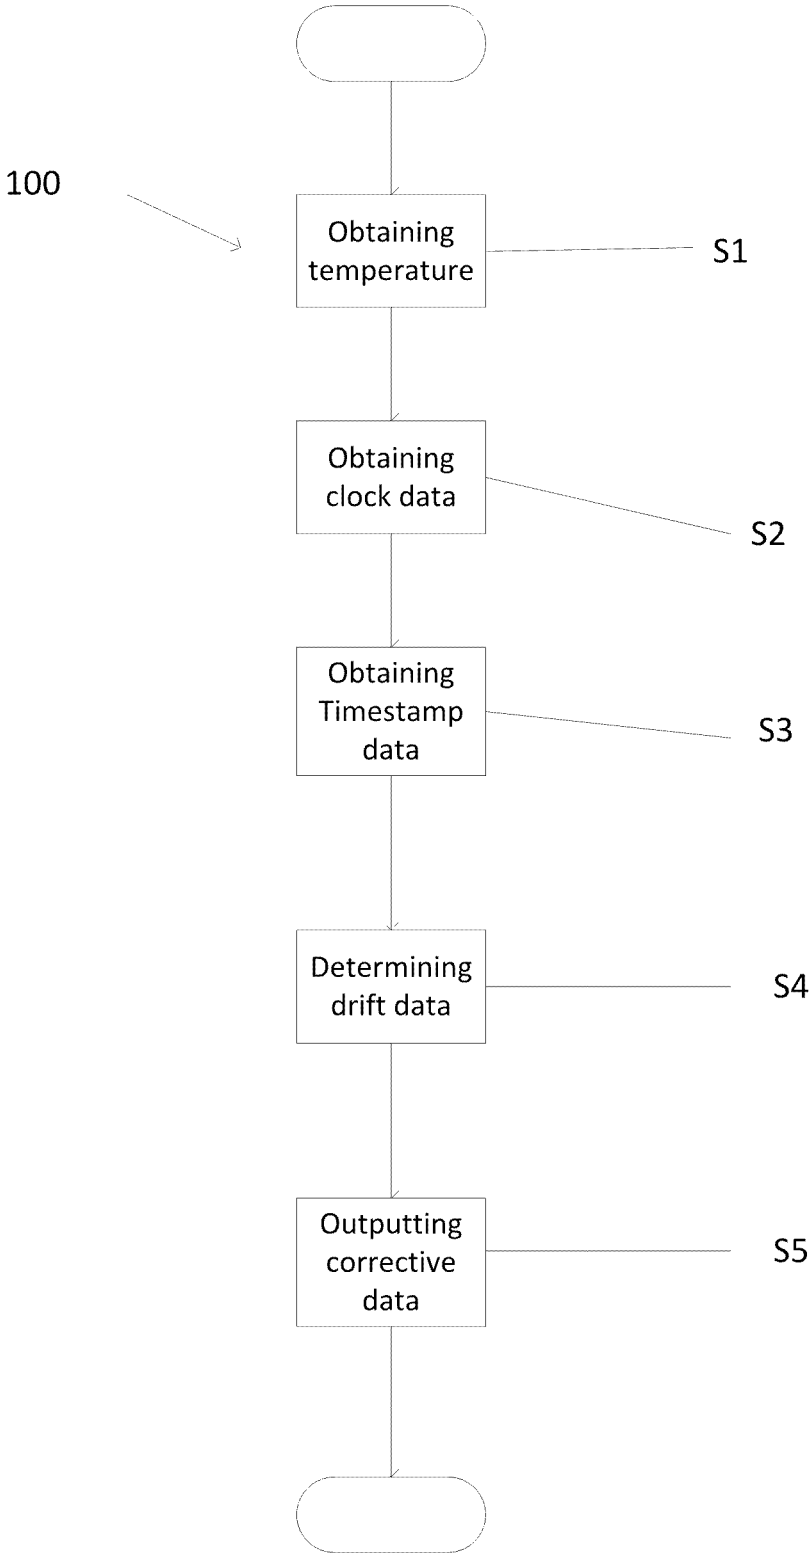 100
Obtaining
temperature
S1
Obtaining
clock data
S2
Obtaining
Timestamp
data
S3
Determining
drift data
S4
Outputting
corrective
data
S5